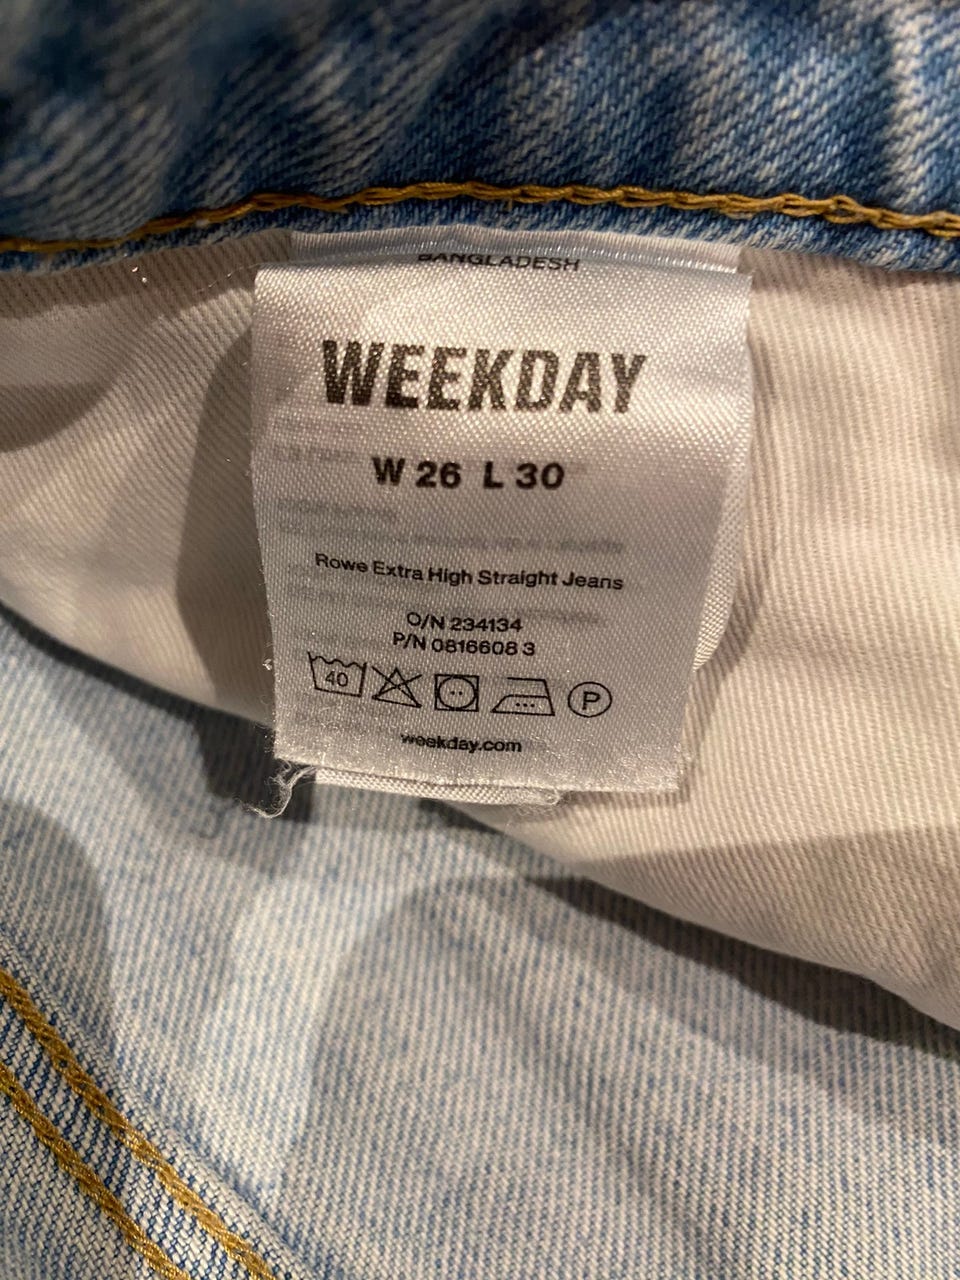 BANGLADESH
WEEKDAY
W 26 L 30
Rowe Extra High Straight Jeans
O/N 234134
P/N 0816608 3
40 P
weekday.com